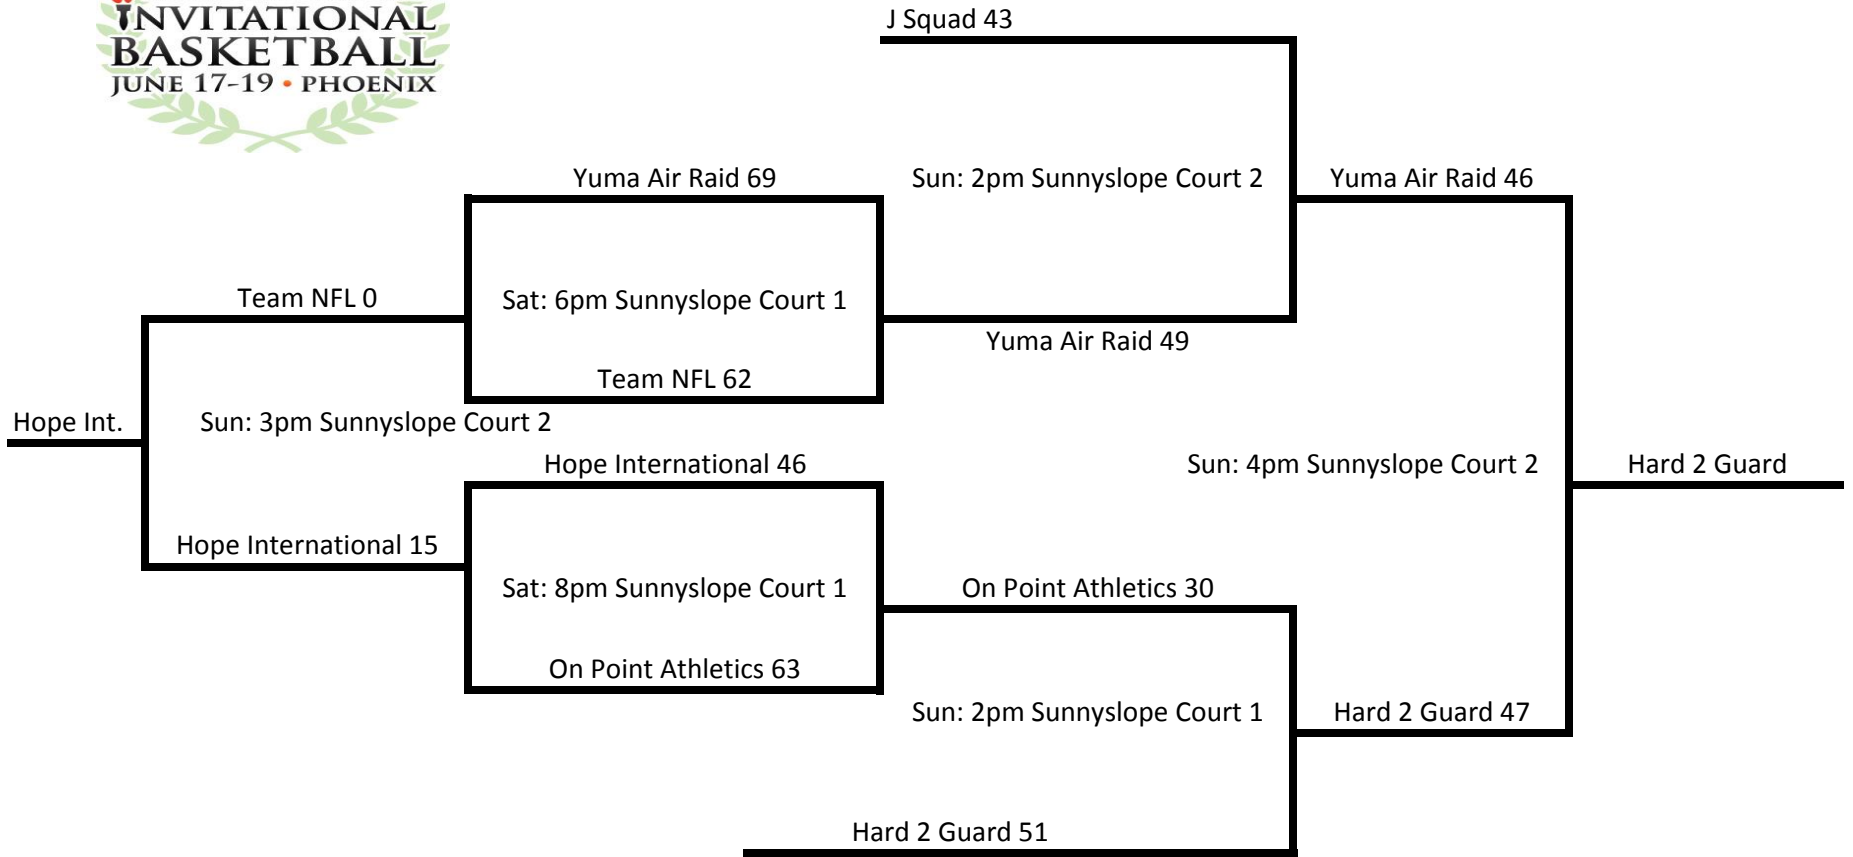 INVITATIONAL
BASKETBALL
JUNE 17-19 • PHOENIX
J Squad 43
Yuma Air Raid 69
Sun: 2pm Sunnyslope Court 2
Yuma Air Raid 46
Team NFL 0
Sat: 6pm Sunnyslope Court 1
Yuma Air Raid 49
Team NFL 62
Hope Int.
Sun: 3pm Sunnyslope Court 2
Hope International 46
Sun: 4pm Sunnyslope Court 2
Hard 2 Guard
Hope International 15
Sat: 8pm Sunnyslope Court 1
On Point Athletics 30
On Point Athletics 63
Sun: 2pm Sunnyslope Court 1
Hard 2 Guard 47
Hard 2 Guard 51